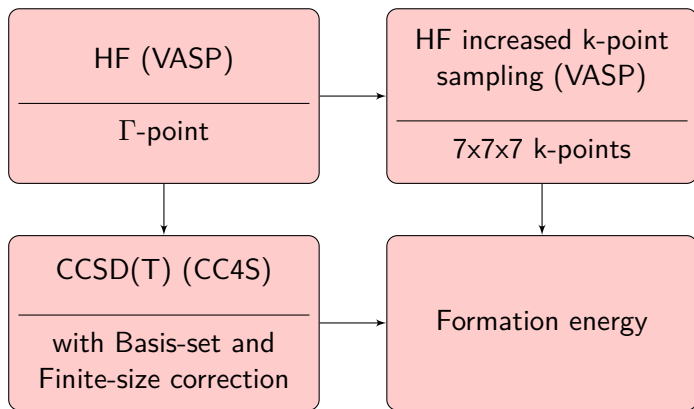 HF (VASP)
Γ-point
HF increased k-point
sampling (VASP)
7x7x7 k-points
CCSD(T) (CC4S)
with Basis-set and
Finite-size correction
Formation energy